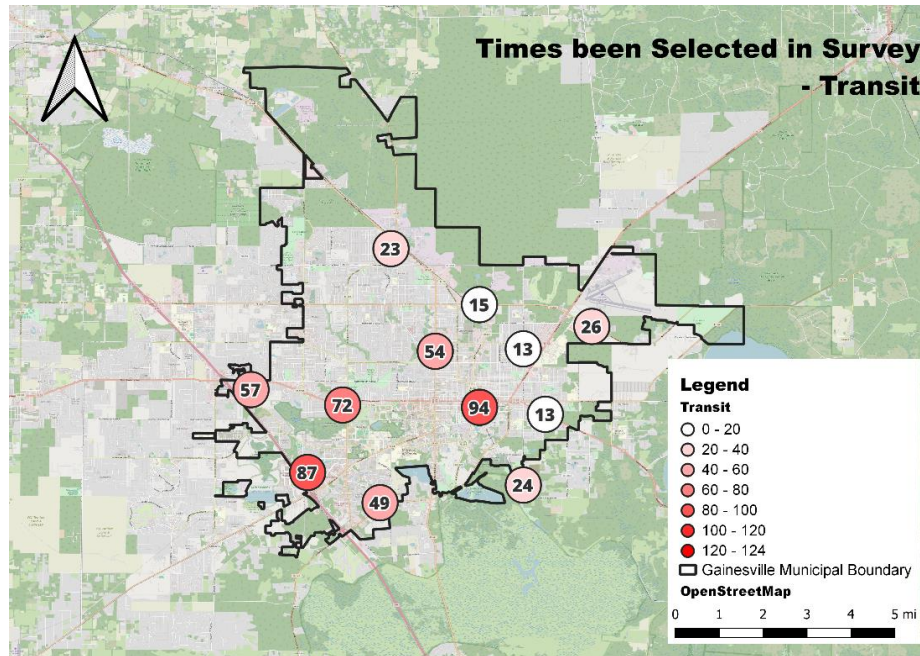 Times been Selected in Survey
- Transit
23
15
26
13
54
57
72
94
13
87
24
49
Legend
Transit
0 - 20
20 - 40
40 - 60
60 - 80
80 - 100
100 - 120
120 - 124
Gainesville Municipal Boundary
OpenStreetMap
0 1 2 3 4 5 mi